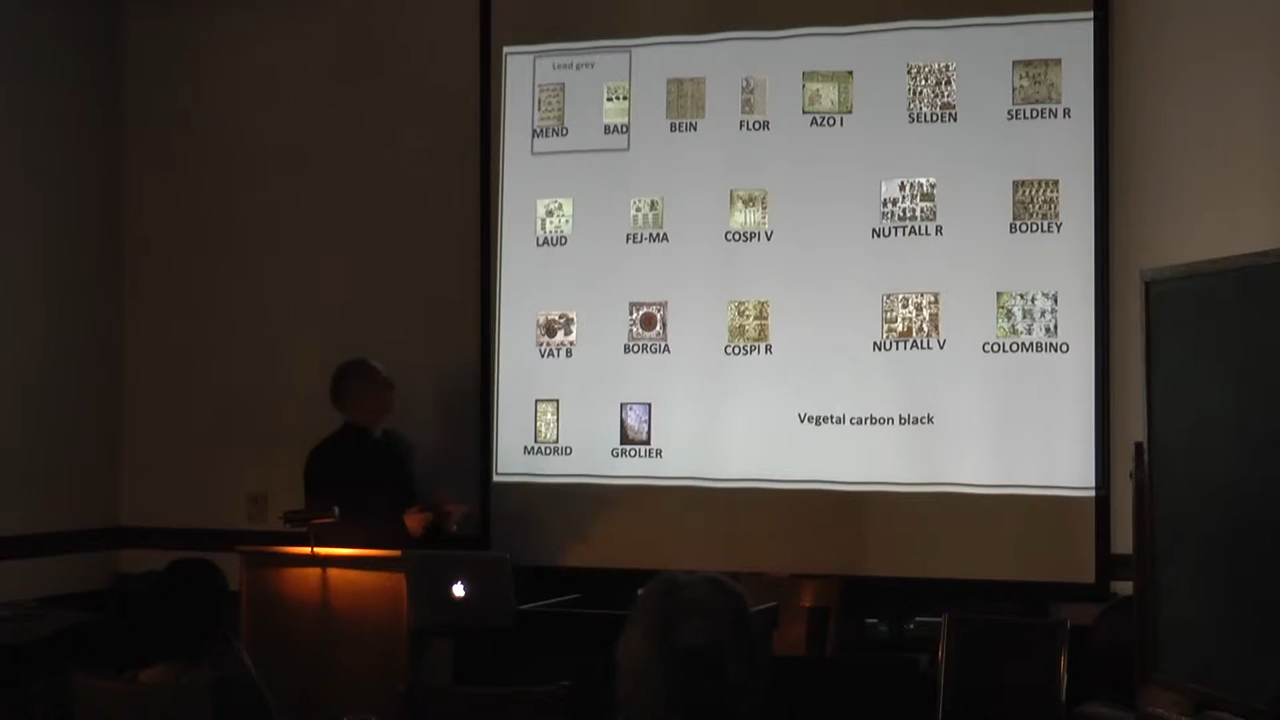 Lead grey
MEND BAD BEIN FLOR AZO I SELDEN SELDEN R
LAUD FEJ-MA COSPI V NUTTALL R BODLEY
VAT B BORGIA COSPI R NUTTALL V COLOMBINO
MADRID GROLIER
Vegetal carbon black